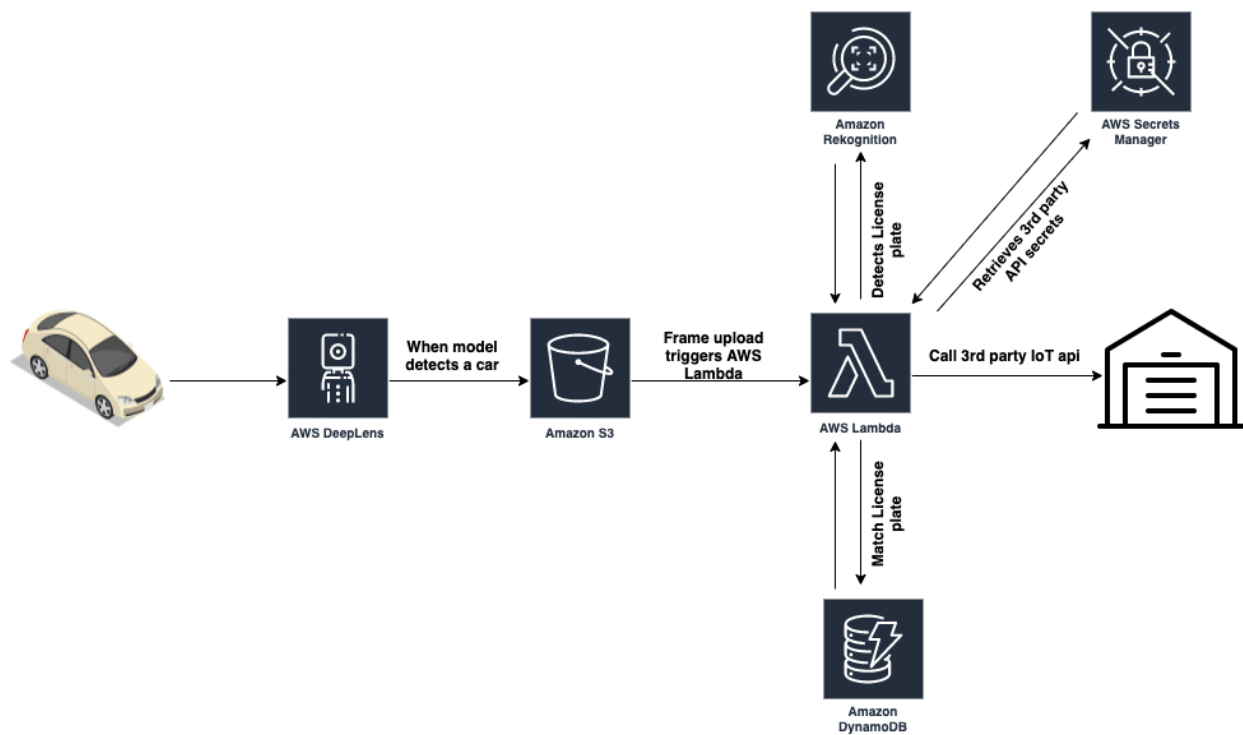 Amazon
Rekognition
AWS Secrets
Manager
Detects License
plate
Retrieves 3rd party
API secrets
When model
detects a car
Frame upload
triggers AWS
Lambda
Call 3rd party IoT api
AWS DeepLens
Amazon S3
AWS Lambda
Match License
plate
Amazon
DynamoDB